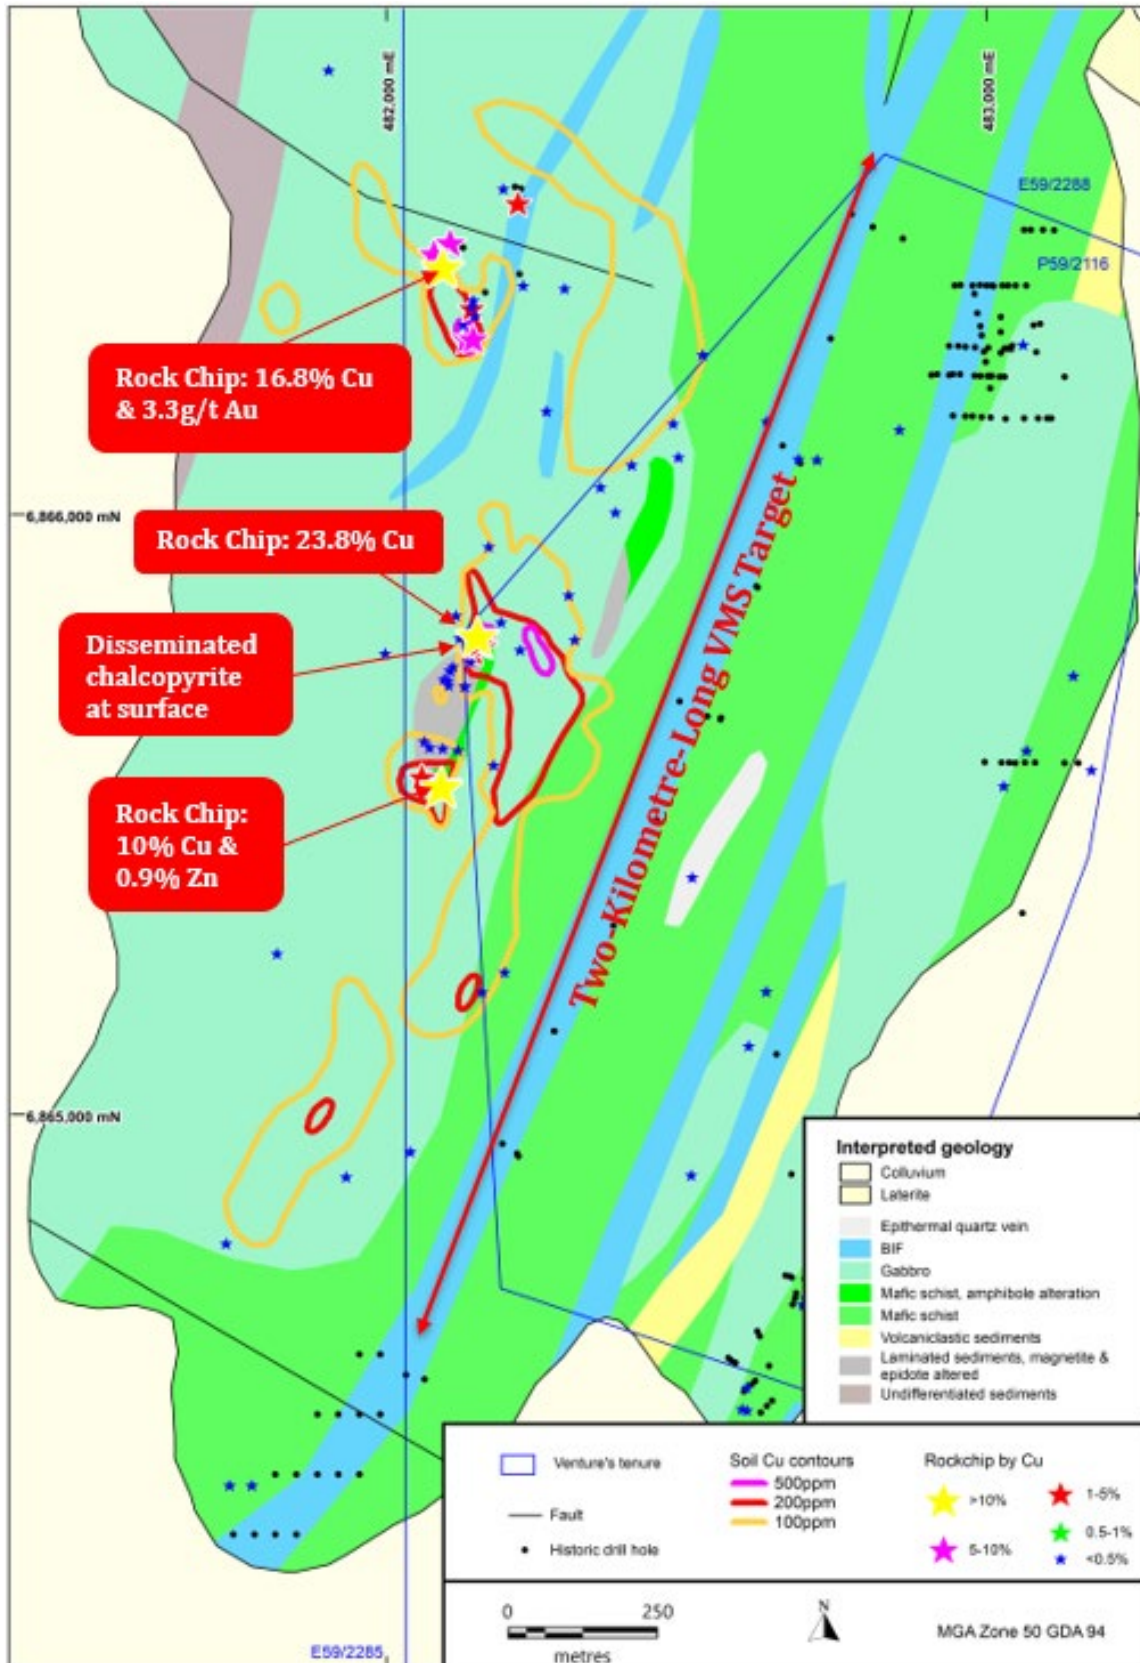 482,000 mE
483,000 mE
E59/2288
P59/2116
Rock Chip: 16.8% Cu
& 3.3g/t Au
6,866,000 mN
Rock Chip: 23.8% Cu
Disseminated
chalcopyrite
at surface
Two-Kilometre-Long VMS Target
Rock Chip:
10% Cu &
0.9% Zn
6,865,000 mN
Interpreted geology
Colluvium
Laterite
Epithermal quartz vein
BIF
Gabbro
Mafic schist, amphibole alteration
Mafic schist
Volcaniclastic sediments
Laminated sediments, magnetite &
epidote altered
Undifferentiated sediments
Venture's tenure
Fault
Historic drill hole
Soil Cu contours
500ppm
200ppm
100ppm
Rockchip by Cu
>10%
5-10%
1-5%
0.5-1%
<0.5%
0 250
metres
N
MGA Zone 50 GDA 94
E59/2285